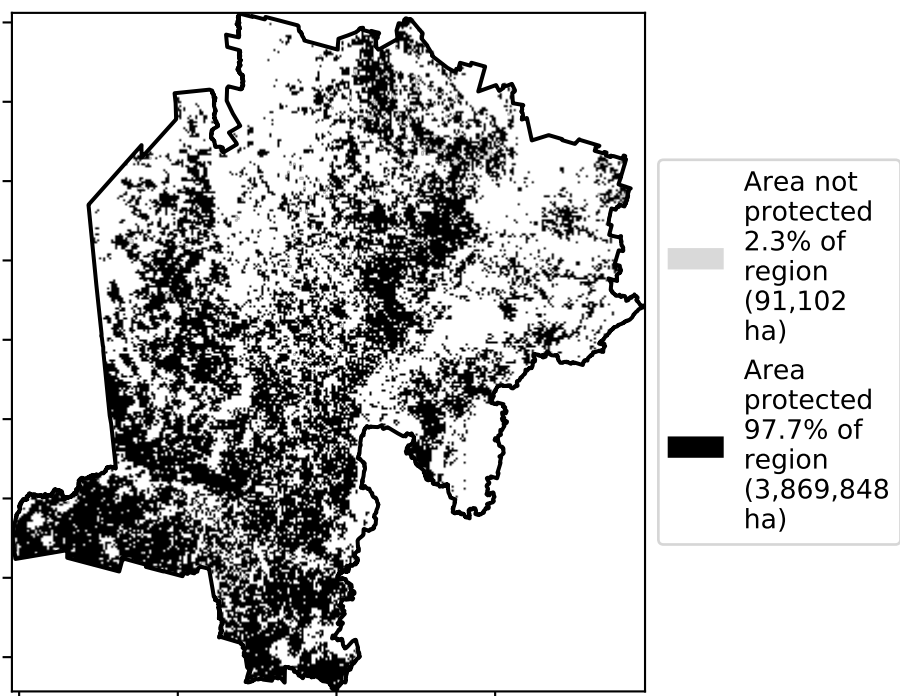 Area not
protected
2.3% of
region
(91,102
ha)
Area
protected
97.7% of
region
(3,869,848
ha)